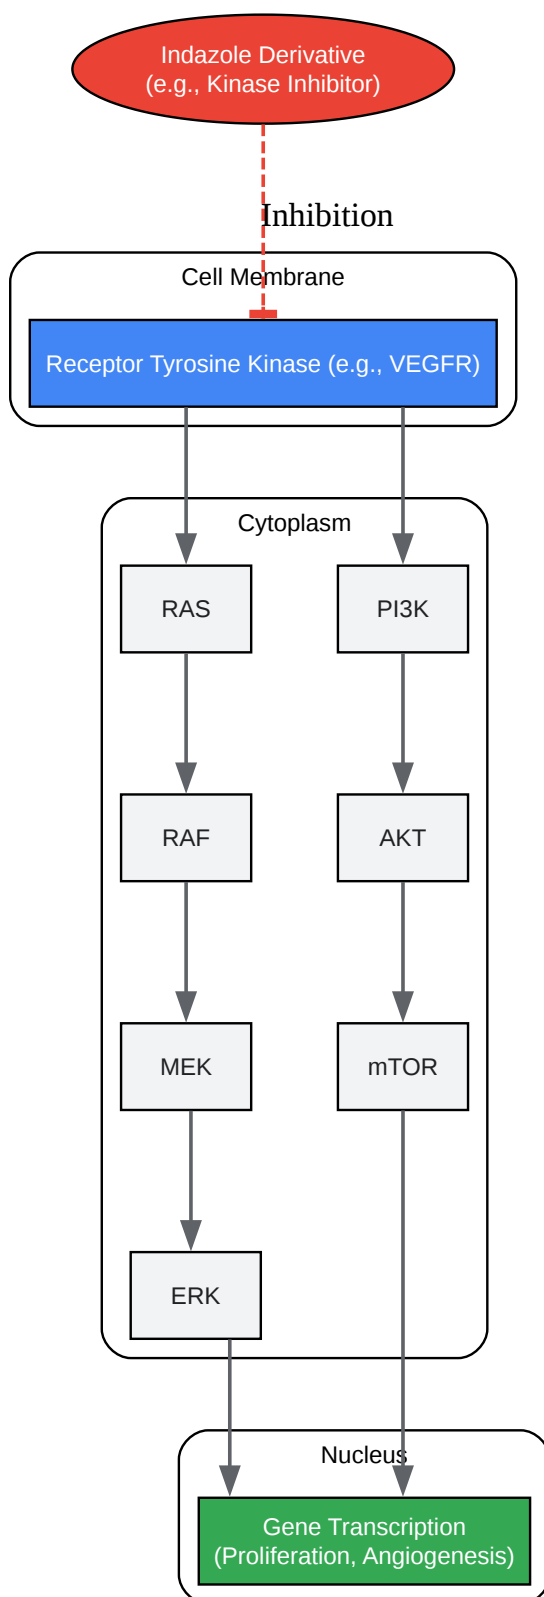 Indazole Derivative
(e.g., Kinase Inhibitor)
Inhibition
Cell Membrane
Receptor Tyrosine Kinase (e.g., VEGFR)
Cytoplasm
RAS
PI3K
RAF
AKT
MEK
mTOR
ERK
Nucleus
Gene Transcription
(Proliferation, Angiogenesis)